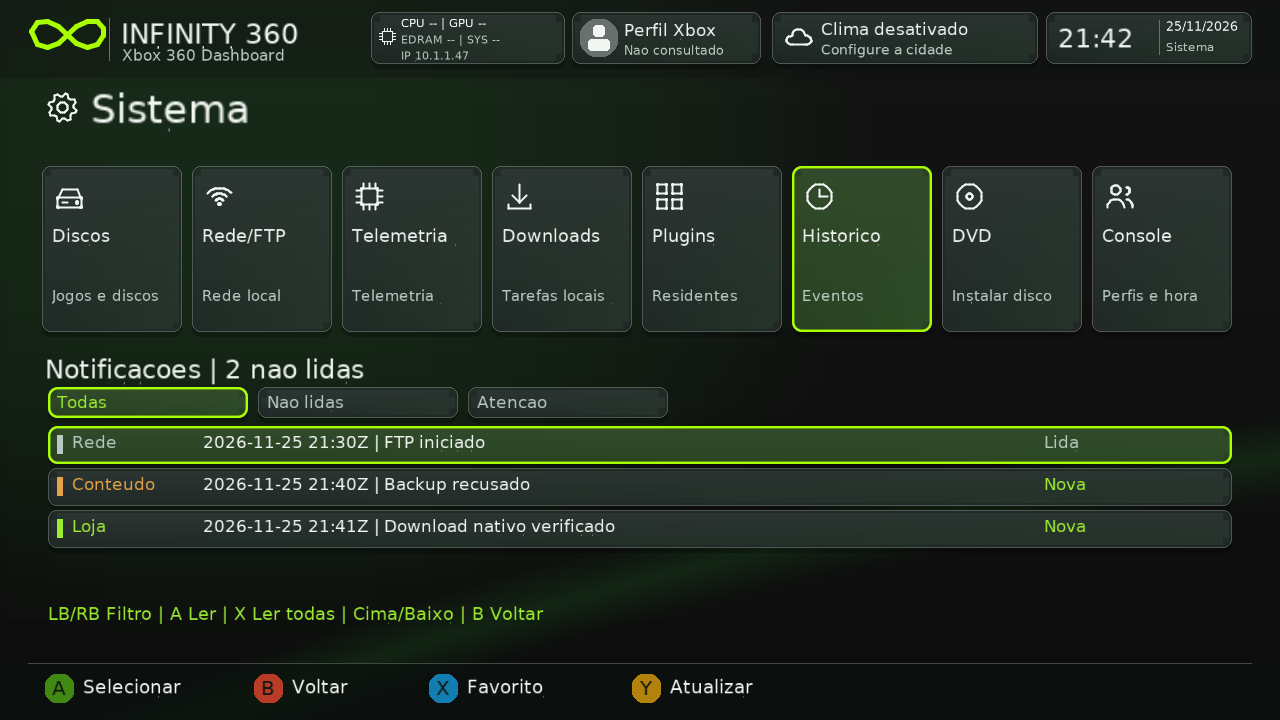 INFINITY 360
Xbox 360 Dashboard
CPU -- | GPU --
EDRAM -- | SYS --
IP 10.1.1.47
Perfil Xbox
Nao consultado
Clima desativado
Configure a cidade
21:42
25/11/2026
Sistema
Sistema
Discos
Jogos e discos
Rede/FTP
Rede local
Telemetria
Telemetria
Downloads
Tarefas locais
Plugins
Residentes
Historico
Eventos
DVD
Instalar disco
Console
Perfis e hora
Notificacoes | 2 nao lidas
Todas
Nao lidas
Atencao
Rede 2026-11-25 21:30Z | FTP iniciado Lida
Conteudo 2026-11-25 21:40Z | Backup recusado Nova
Loja 2026-11-25 21:41Z | Download nativo verificado Nova
LB/RB Filtro | A Ler | X Ler todas | Cima/Baixo | B Voltar
A Selecionar B Voltar X Favorito Y Atualizar